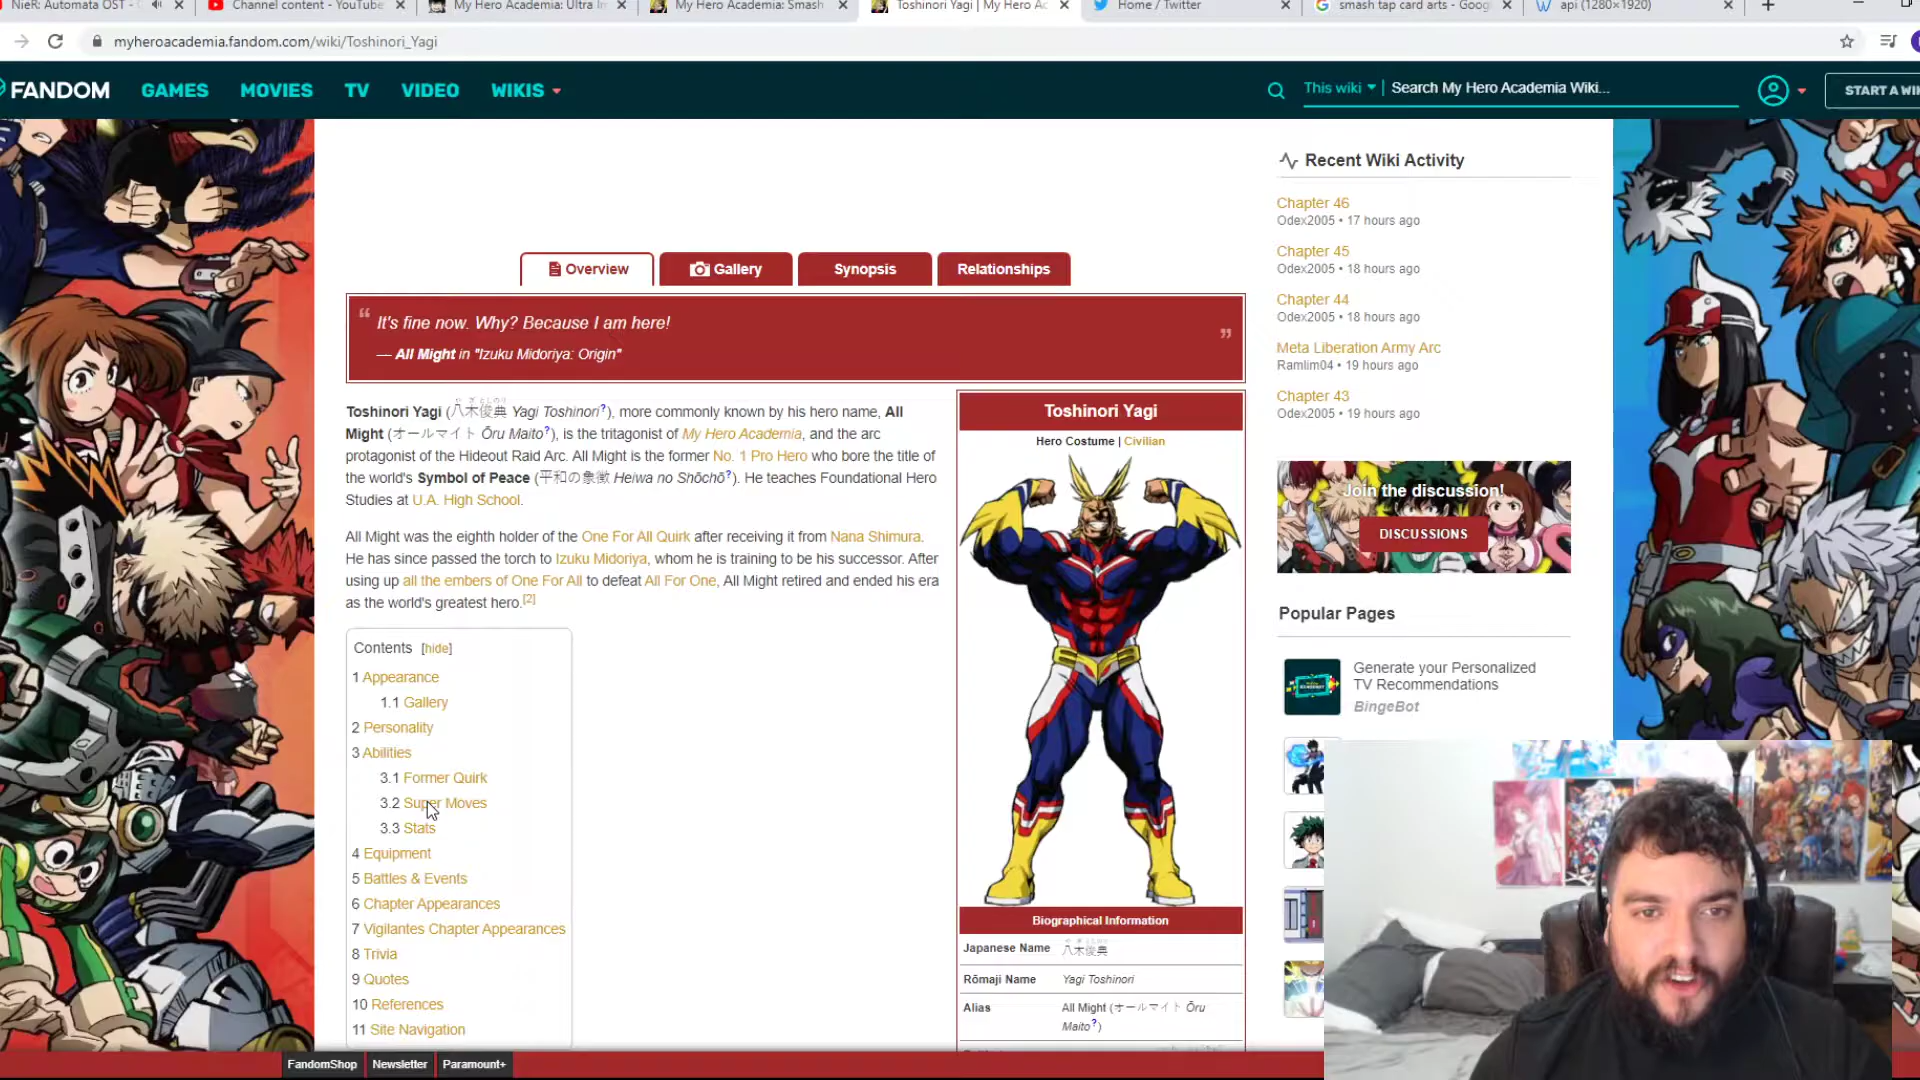 NieR: Automata OST -
Channel content - YouTube
My Hero Academia: Ultra Im
My Hero Academia: Smash
Toshinori Yagi | My Hero Ac
Home / Twitter
smash tap card arts - Goog
api (1280×1920)
myheroacademia.fandom.com/wiki/Toshinori_Yagi
FANDOM
GAMES
MOVIES
TV
VIDEO
WIKIS
This wiki
Search My Hero Academia Wiki...
START A WIK
Overview
Gallery
Synopsis
Relationships
“ It's fine now. Why? Because I am here! ”
— All Might in "Izuku Midoriya: Origin"
Toshinori Yagi (八木俊典 Yagi Toshinori?), more commonly known by his hero name, All
Might (オールマイト Ōru Maito?), is the tritagonist of My Hero Academia, and the arc
protagonist of the Hideout Raid Arc. All Might is the former No. 1 Pro Hero who bore the title of
the world's Symbol of Peace (平和の象徴 Heiwa no Shōchō?). He teaches Foundational Hero
Studies at U.A. High School.
All Might was the eighth holder of the One For All Quirk after receiving it from Nana Shimura.
He has since passed the torch to Izuku Midoriya, whom he is training to be his successor. After
using up all the embers of One For All to defeat All For One, All Might retired and ended his era
as the world's greatest hero.[2]
Contents [hide]
1 Appearance
1.1 Gallery
2 Personality
3 Abilities
3.1 Former Quirk
3.2 Super Moves
3.3 Stats
4 Equipment
5 Battles & Events
6 Chapter Appearances
7 Vigilantes Chapter Appearances
8 Trivia
9 Quotes
10 References
11 Site Navigation
Toshinori Yagi
Hero Costume | Civilian
Biographical Information
Japanese Name 八木俊典
Rōmaji Name Yagi Toshinori
Alias All Might (オールマイト Ōru
Maito?)
Recent Wiki Activity
Chapter 46
Odex2005 • 17 hours ago
Chapter 45
Odex2005 • 18 hours ago
Chapter 44
Odex2005 • 18 hours ago
Meta Liberation Army Arc
Ramlim04 • 19 hours ago
Chapter 43
Odex2005 • 19 hours ago
Join the discussion!
DISCUSSIONS
Popular Pages
Generate your Personalized
TV Recommendations
BingeBot
FandomShop
Newsletter
Paramount+